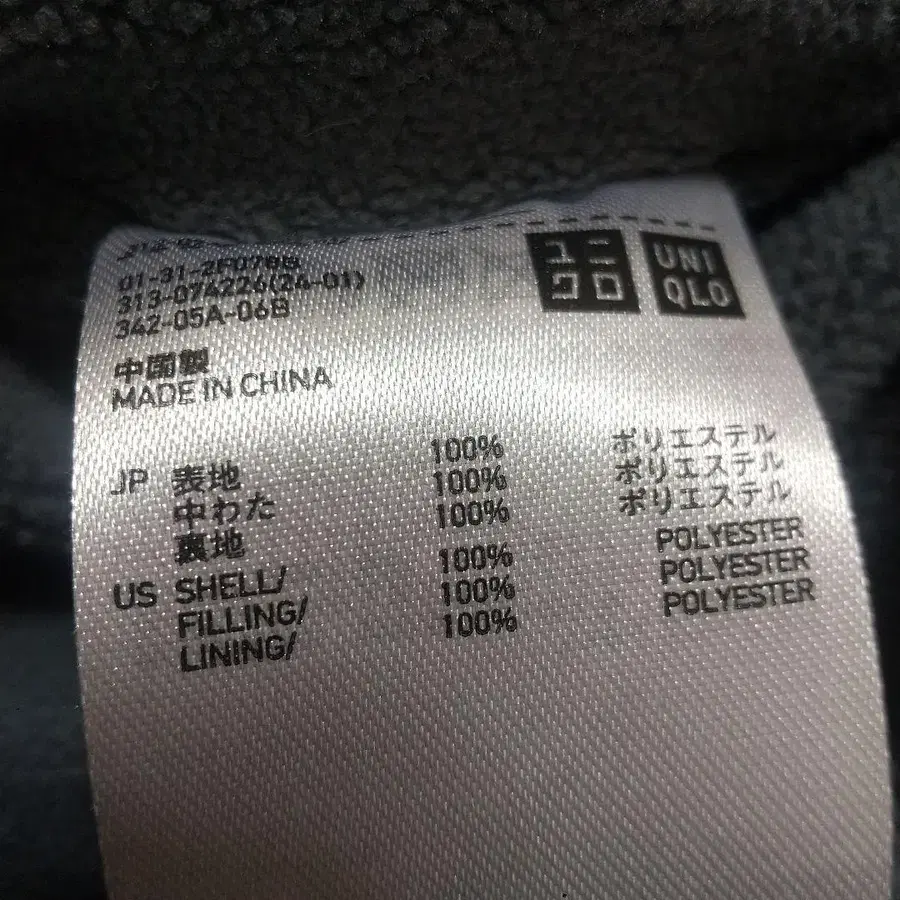 01-31-2F078B
313-074226(24-01)
342-05A-06B
ユニ
クロ
UNI
QLO
中国製
MADE IN CHINA
JP 表地 100% ポリエステル
中わた 100% ポリエステル
裏地 100% ポリエステル
US SHELL/ 100% POLYESTER
FILLING/ 100% POLYESTER
LINING/ 100% POLYESTER